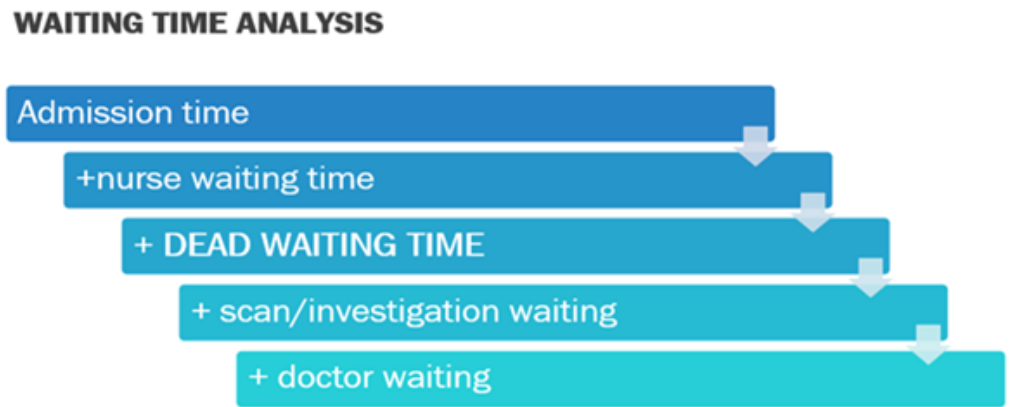 WAITING TIME ANALYSIS
Admission time
+nurse waiting time
+ DEAD WAITING TIME
+ scan/investigation waiting
+ doctor waiting